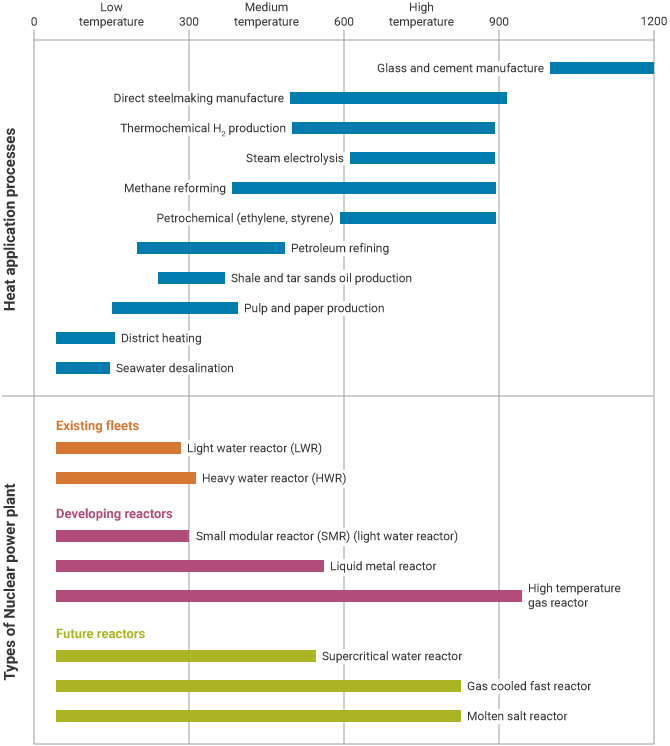 Low temperature
Medium temperature
High temperature
0 300 600 900 1200
Heat application processes
Glass and cement manufacture
Direct steelmaking manufacture
Thermochemical H₂ production
Steam electrolysis
Methane reforming
Petrochemical (ethylene, styrene)
Petroleum refining
Shale and tar sands oil production
Pulp and paper production
District heating
Seawater desalination
Types of Nuclear power plant
Existing fleets
Light water reactor (LWR)
Heavy water reactor (HWR)
Developing reactors
Small modular reactor (SMR) (light water reactor)
Liquid metal reactor
High temperature
gas reactor
Future reactors
Supercritical water reactor
Gas cooled fast reactor
Molten salt reactor